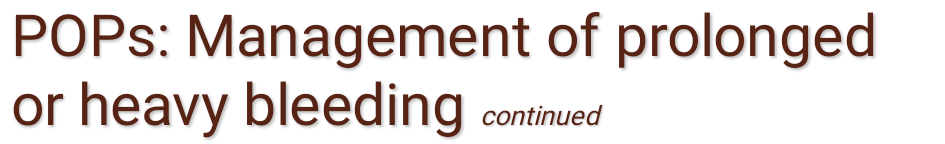 POPs: Management of prolonged
or heavy bleeding continued